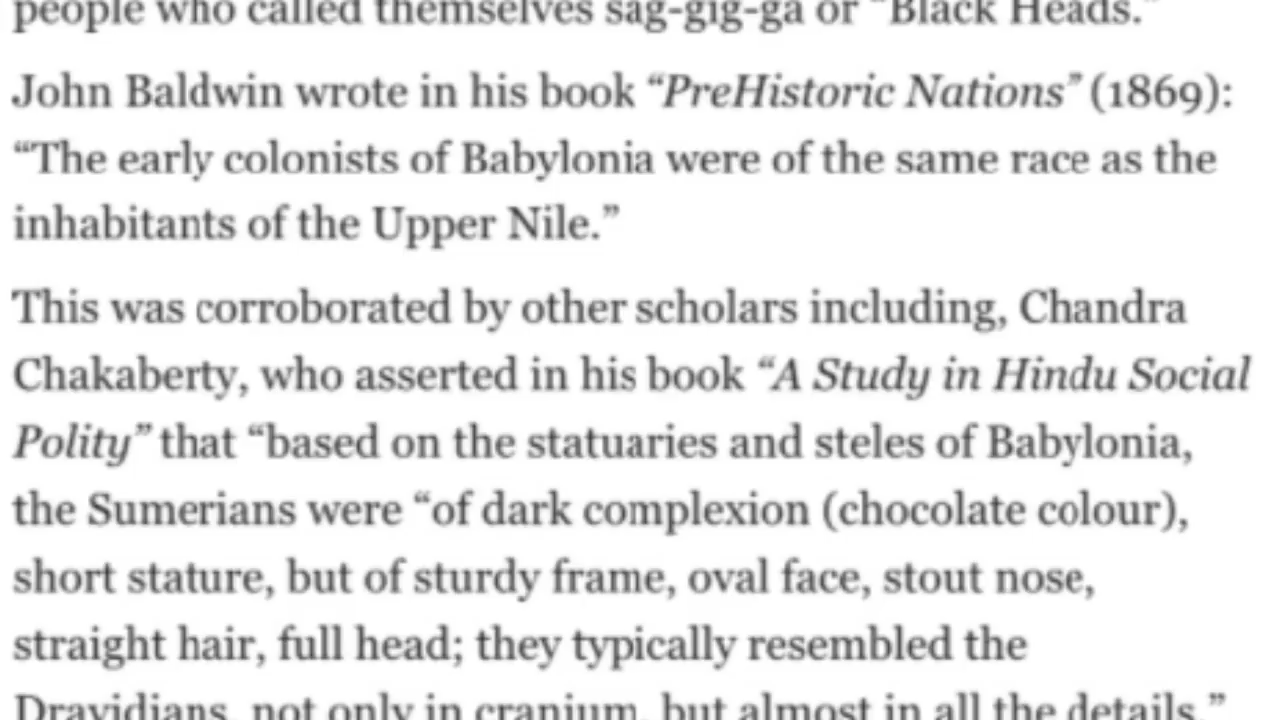 people who called themselves sag-gig-ga or “Black Heads.”
John Baldwin wrote in his book “PreHistoric Nations” (1869):
“The early colonists of Babylonia were of the same race as the
inhabitants of the Upper Nile.”
This was corroborated by other scholars including, Chandra
Chakaberty, who asserted in his book “A Study in Hindu Social
Polity” that “based on the statuaries and steles of Babylonia,
the Sumerians were “of dark complexion (chocolate colour),
short stature, but of sturdy frame, oval face, stout nose,
straight hair, full head; they typically resembled the
Dravidians, not only in cranium, but almost in all the details.”